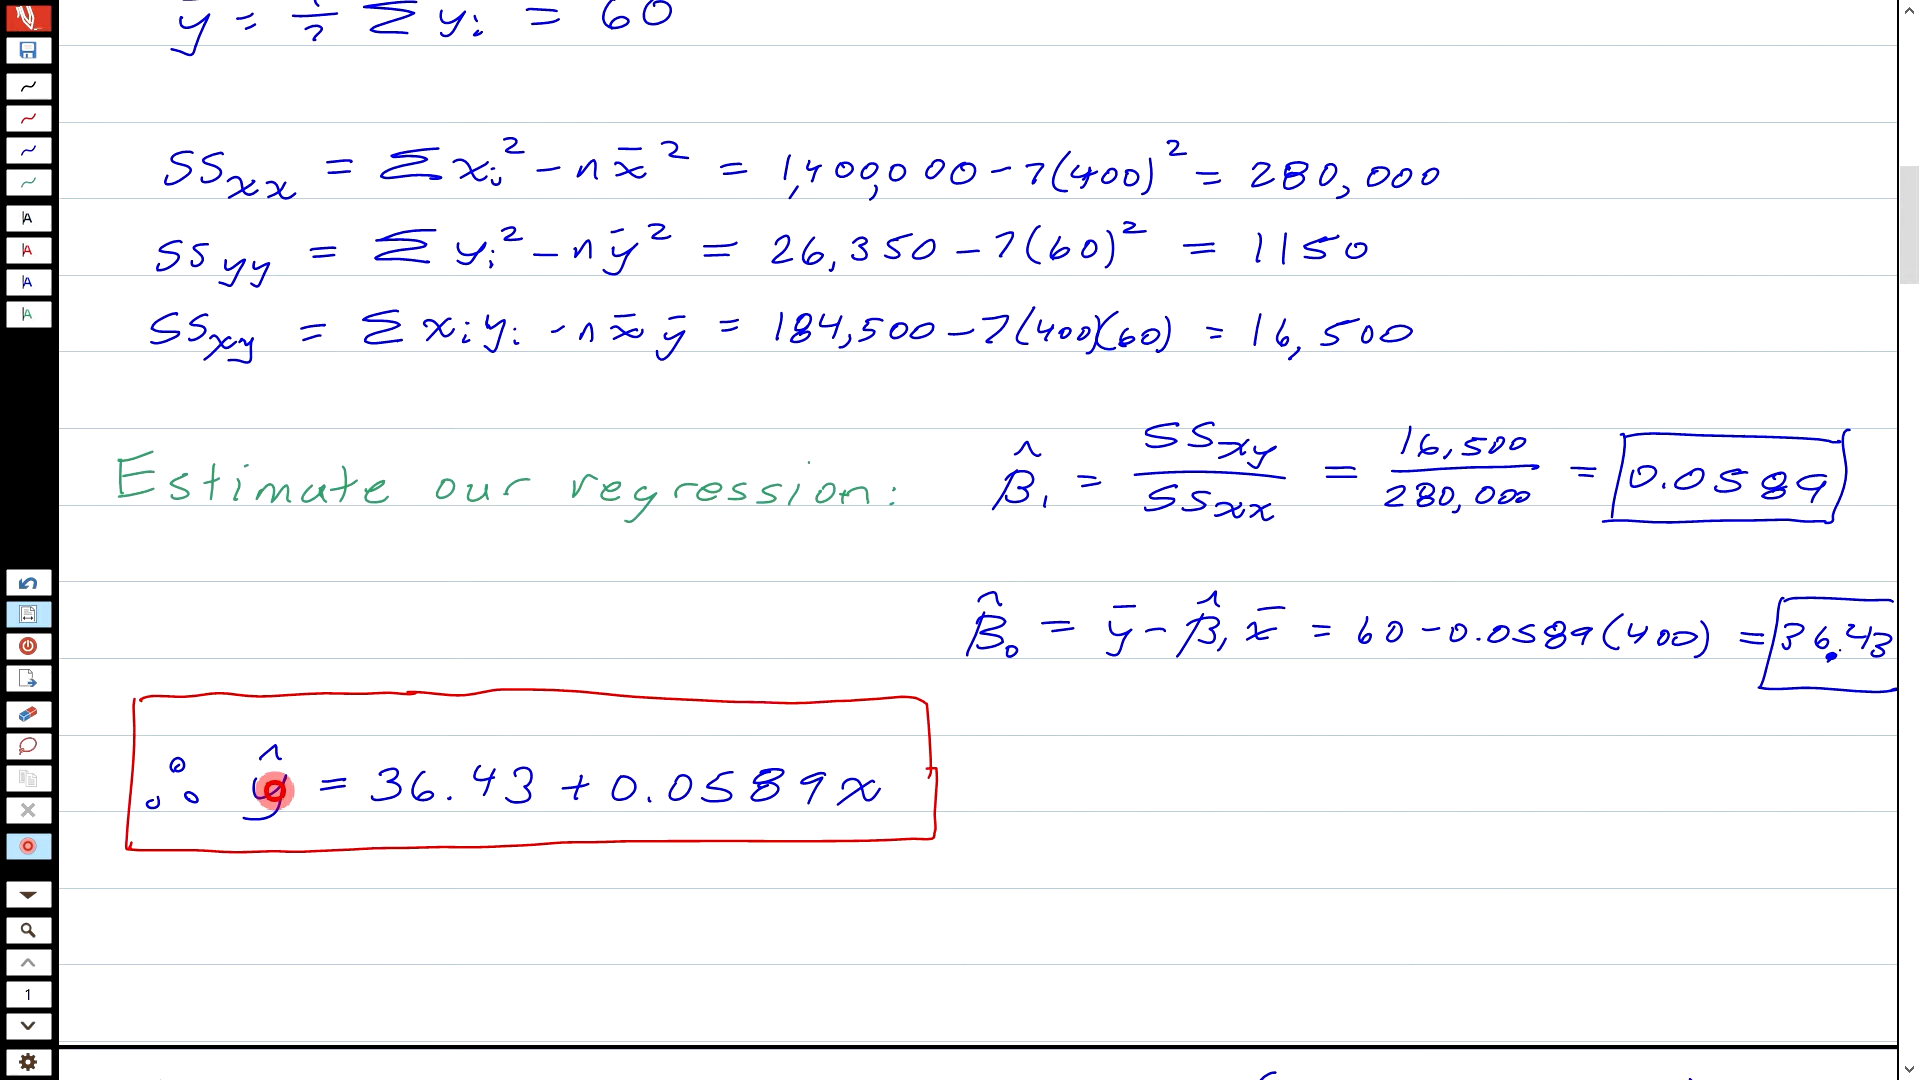 ȳ = 1/7 Σ yᵢ = 60
SSxx = Σ xᵢ² - n x̄² = 1,400,000 - 7(400)² = 280,000
SSyy = Σ yᵢ² - n ȳ² = 26,350 - 7(60)² = 1150
SSxy = Σ xᵢ yᵢ - n x̄ ȳ = 184,500 - 7(400)(60) = 16,500
Estimate our regression: β̂₁ = SSxy / SSxx = 16,500 / 280,000 = 0.0589
β̂₀ = ȳ - β̂₁ x̄ = 60 - 0.0589(400) = 36.43
∴ ŷ = 36.43 + 0.0589x
A
A
A
A
1